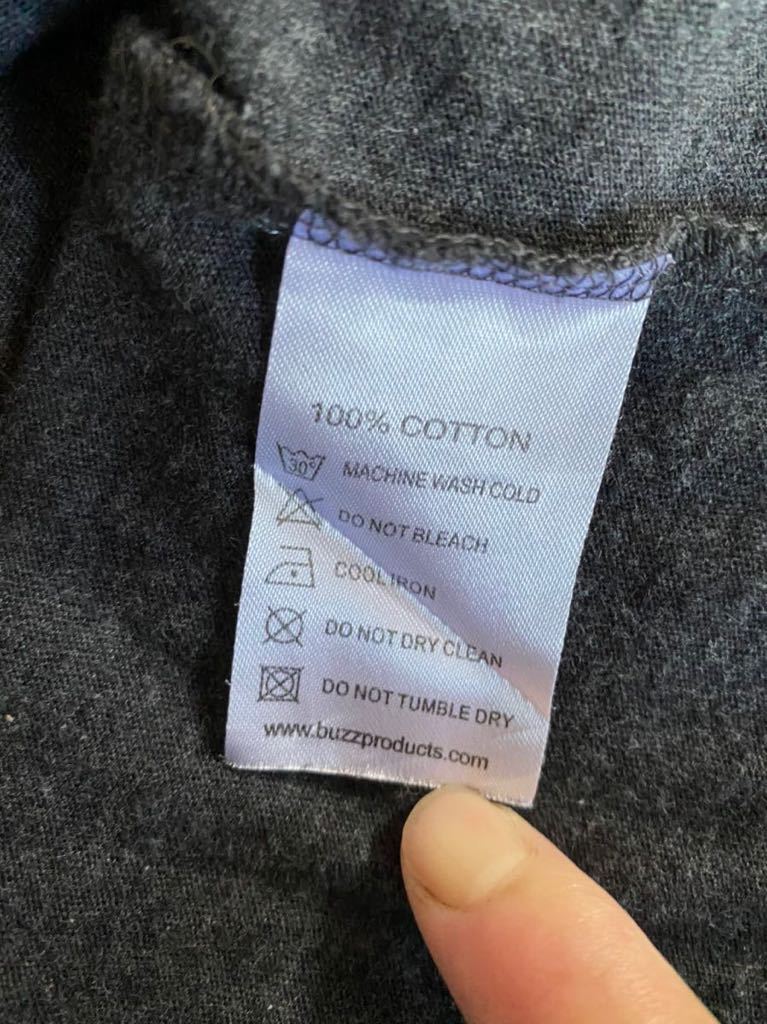 100% COTTON
30° MACHINE WASH COLD
DO NOT BLEACH
COOL IRON
DO NOT DRY CLEAN
DO NOT TUMBLE DRY
www.buzzproducts.com